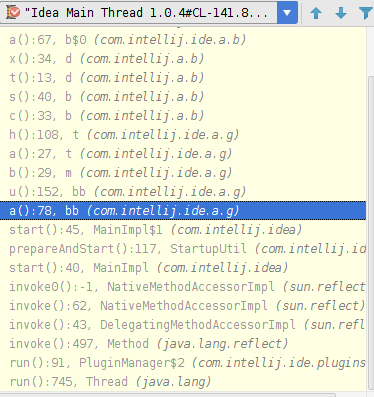 "Idea Main Thread 1.0.4#CL-141.8...
a():67, b$0 (com.intellij.ide.a.b)
x():34, d (com.intellij.a.b)
t():13, d (com.intellij.a.b)
s():40, b (com.intellij.a.b)
c():33, b (com.intellij.a.b)
h():108, t (com.intellij.ide.a.g)
a():27, t (com.intellij.ide.a.g)
b():29, m (com.intellij.ide.a.g)
u():152, bb (com.intellij.ide.a.g)
a():78, bb (com.intellij.ide.a.g)
start():45, MainImpl$1 (com.intellij.idea)
prepareAndStart():117, StartupUtil (com.intellij.id
start():40, MainImpl (com.intellij.idea)
invoke0():-1, NativeMethodAccessorImpl (sun.reflect
invoke():62, NativeMethodAccessorImpl (sun.reflect
invoke():43, DelegatingMethodAccessorImpl (sun.refl
invoke():497, Method (java.lang.reflect)
run():91, PluginManager$2 (com.intellij.ide.plugins
run():745, Thread (java.lang)